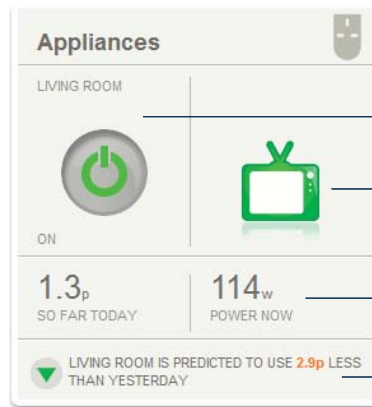 Appliances
LIVING ROOM
ON
1.3p
SO FAR TODAY
114w
POWER NOW
LIVING ROOM IS PREDICTED TO USE 2.9p LESS
THAN YESTERDAY